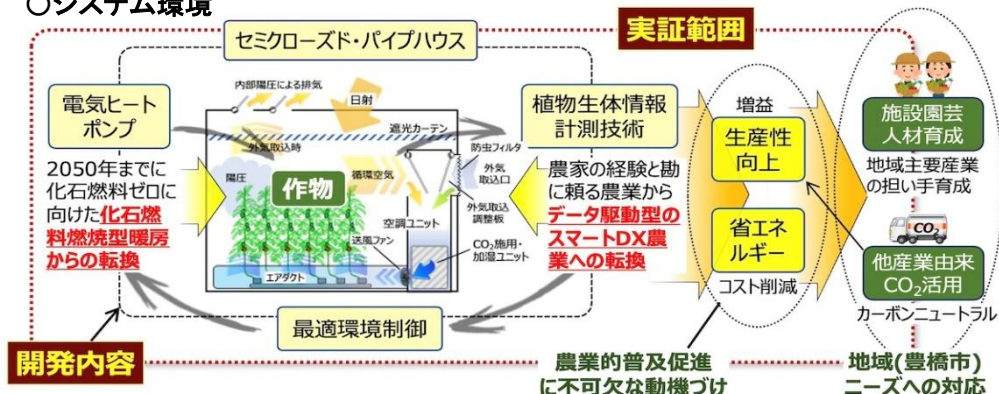 ○システム環境
セミクローズド・パイプハウス
実証範囲
電気ヒート
ポンプ
2050年までに
化石燃料ゼロに
向けた化石燃
料燃焼型暖房
からの転換
内部陽圧による排気
日射
遮光カーテン
外気取込時
陽圧
循環空気
作物
防虫フィルタ
外気
取込口
外気取込
調整板
空調ユニット
送風ファン
CO₂施用・
加湿ユニット
エアダクト
植物生体情報
計測技術
農家の経験と勘
に頼る農業から
データ駆動型の
スマートDX農
業への転換
最適環境制御
開発内容
増益
生産性
向上
省エネ
ルギー
コスト削減
農業的普及促進
に不可欠な動機づけ
施設園芸
人材育成
地域主要産業
の担い手育成
CO₂
他産業由来
CO₂活用
カーボンニュートラル
地域(豊橋市)
ニーズへの対応